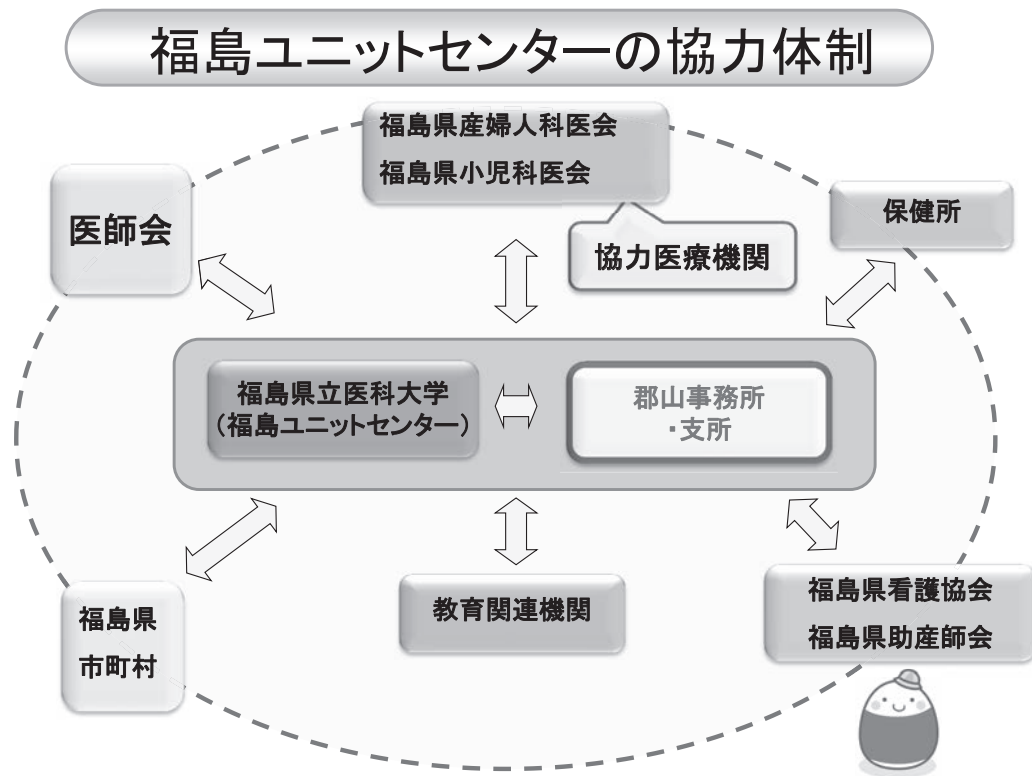 福島ユニットセンターの協力体制
福島県産婦人科医会
福島県小児科医会
医師会
保健所
協力医療機関
福島県立医科大学
（福島ユニットセンター）
郡山事務所
・支所
福島県
市町村
教育関連機関
福島県看護協会
福島県助産師会